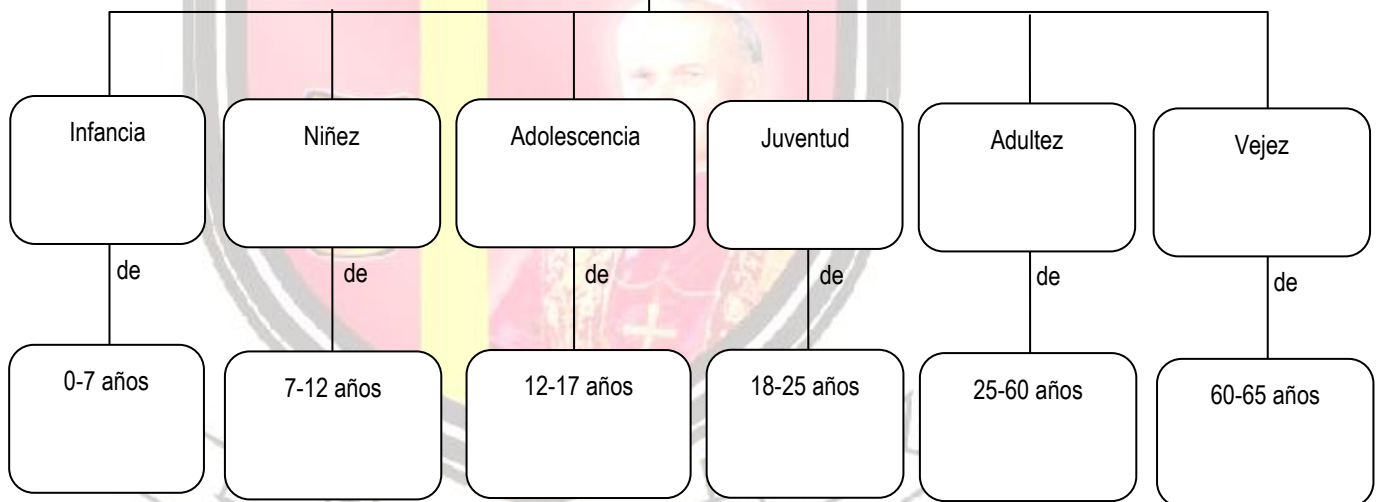 Infancia
Niñez
Adolescencia
Juventud
Adultez
Vejez
de
de
de
de
de
de
0-7 años
7-12 años
12-17 años
18-25 años
25-60 años
60-65 años